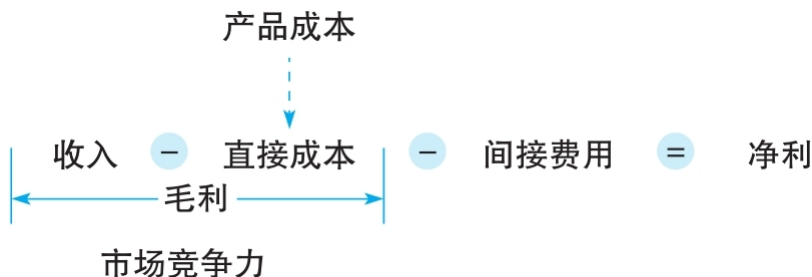 产品成本
收入 － 直接成本 － 间接费用 = 净利
毛利
市场竞争力